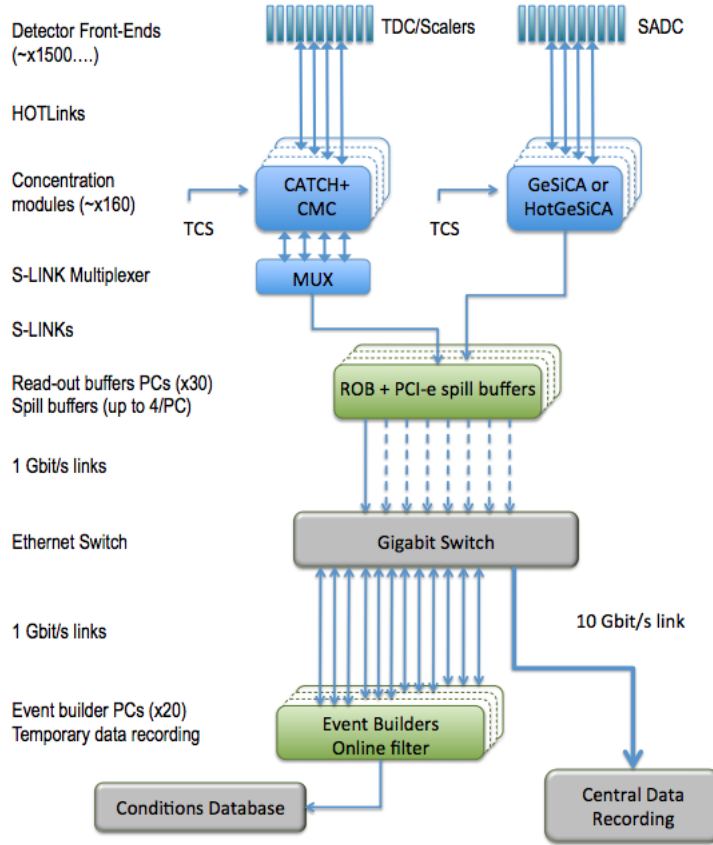 Detector Front-Ends
(~x1500....)
TDC/Scalers
SADC
HOTLinks
Concentration
modules (~x160)
TCS
CATCH+
CMC
TCS
GeSiCA or
HotGeSiCA
S-LINK Multiplexer
MUX
S-LINKs
Read-out buffers PCs (x30)
Spill buffers (up to 4/PC)
ROB + PCI-e spill buffers
1 Gbit/s links
Ethernet Switch
Gigabit Switch
1 Gbit/s links
10 Gbit/s link
Event builder PCs (x20)
Temporary data recording
Event Builders
Online filter
Conditions Database
Central Data
Recording